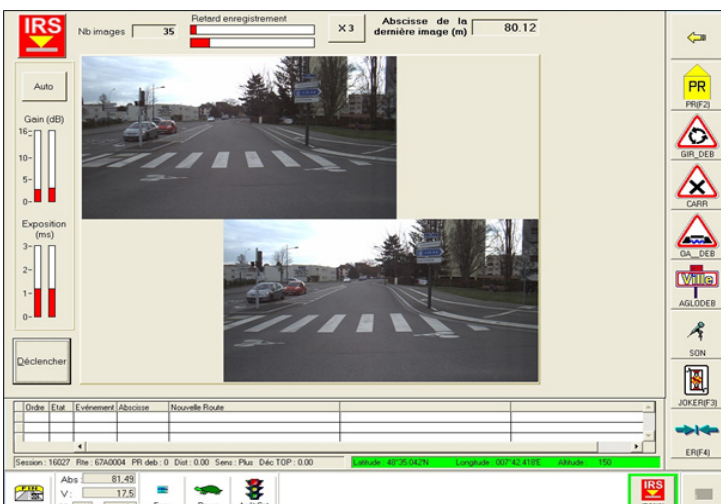 IRS
Nb images 35
Retard enregistrement
X 3
Abscisse de la
dernière image (m) 80.12
Auto
Gain (dB)
16-
10-
5-
0-
Exposition
(ms)
3-
2-
1-
0-
Déclencher
PR
PR(F2)
GIR_DEB
CARR
OA__DEB
Ville
AGLODEB
SON
JOKER(F3)
ER(F4)
Ordre Etat Evénement Abscisse Nouvelle Route
Session : 16027 Rte : 67A0004 PR deb : 0 Dist : 0.00 Sens : Plus Déc TOP : 0.00 Latitude : 48°35.042'N Longitude : 007°42.418'E Altitude : 150
FIN
Abs : 81,49
V : 17,5
IRS